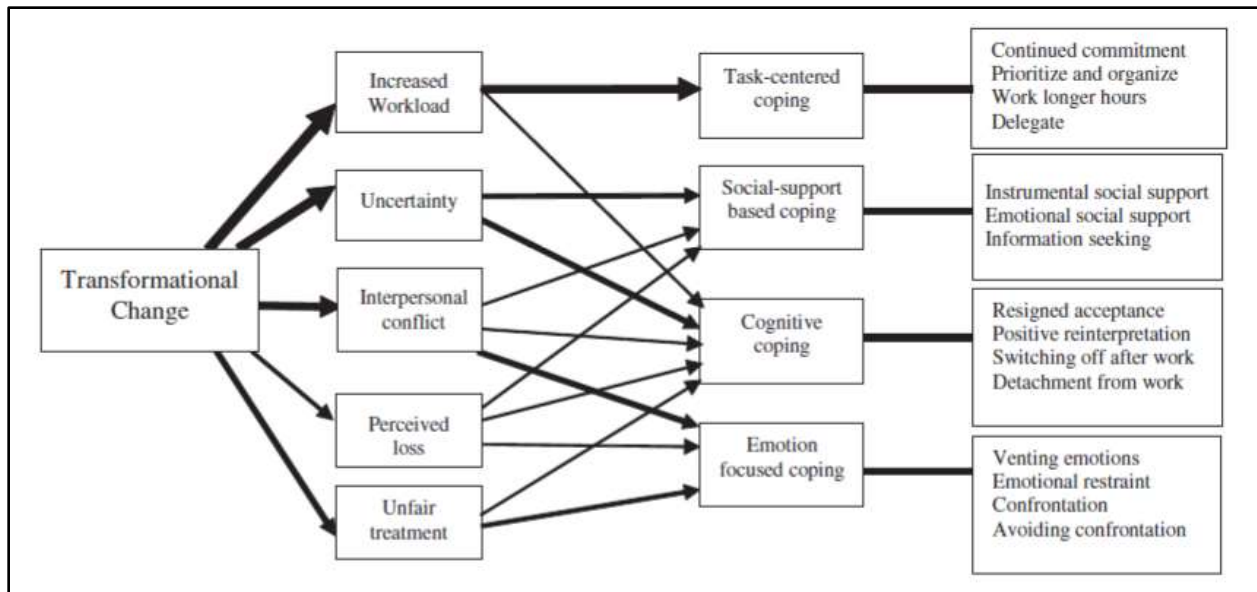 Transformational
Change
Increased
Workload
Uncertainty
Interpersonal
conflict
Perceived
loss
Unfair
treatment
Task-centered
coping
Social-support
based coping
Cognitive
coping
Emotion
focused coping
Continued commitment
Prioritize and organize
Work longer hours
Delegate
Instrumental social support
Emotional social support
Information seeking
Resigned acceptance
Positive reinterpretation
Switching off after work
Detachment from work
Venting emotions
Emotional restraint
Confrontation
Avoiding confrontation